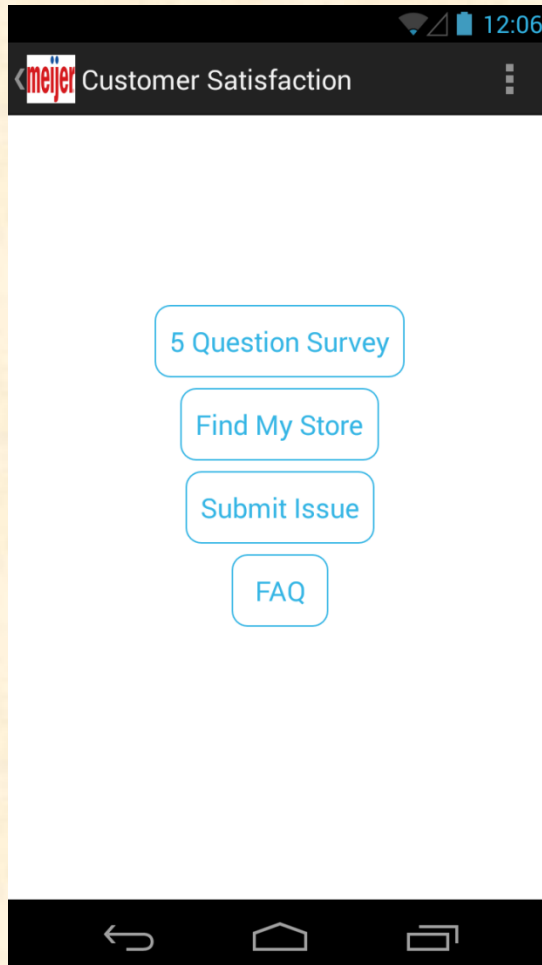 12:06
meijer Customer Satisfaction
5 Question Survey
Find My Store
Submit Issue
FAQ